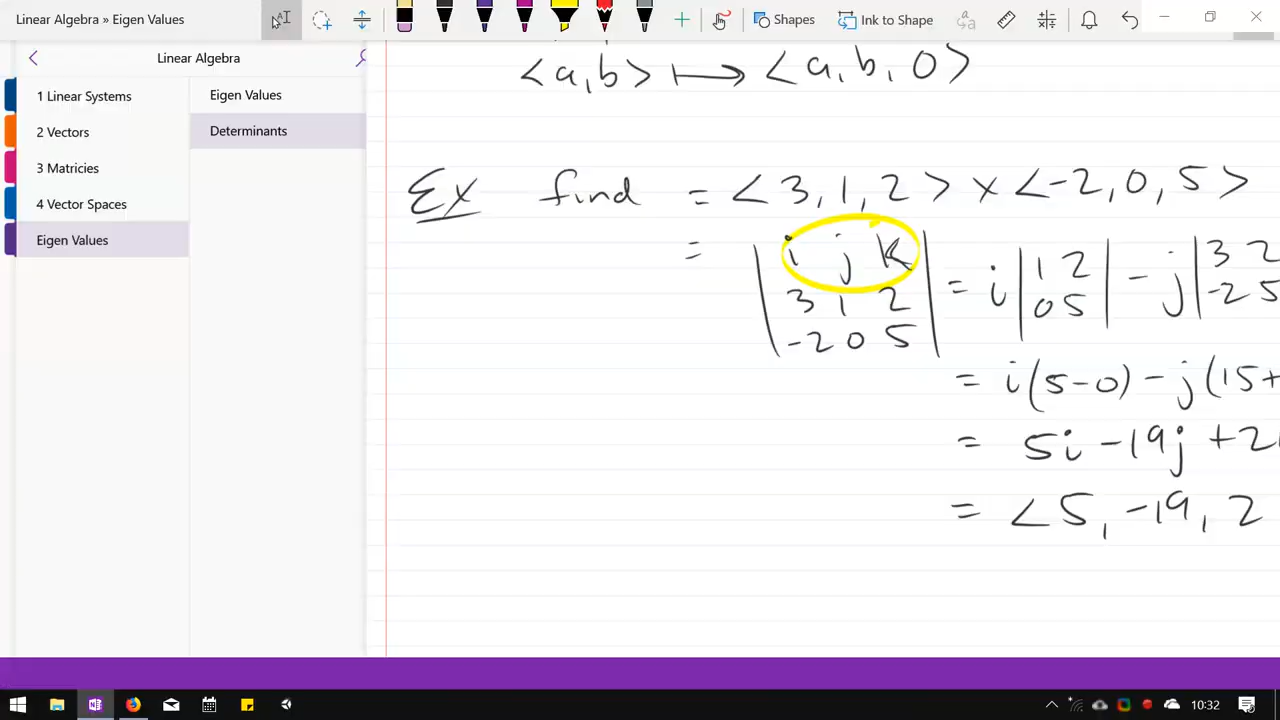 Linear Algebra » Eigen Values
Shapes
Ink to Shape
Linear Algebra
1 Linear Systems
2 Vectors
3 Matricies
4 Vector Spaces
Eigen Values
Eigen Values
Determinants
<a,b> ↦ <a, b, 0>
Ex find = <3, 1, 2> x <-2, 0, 5>
= | i j k | = i | 1 2 | - j | 3 2
3 1 2 0 5 -2 5
-2 0 5
= i(5-0) - j(15+
= 5i -19j +2
= <5, -19, 2
10:32